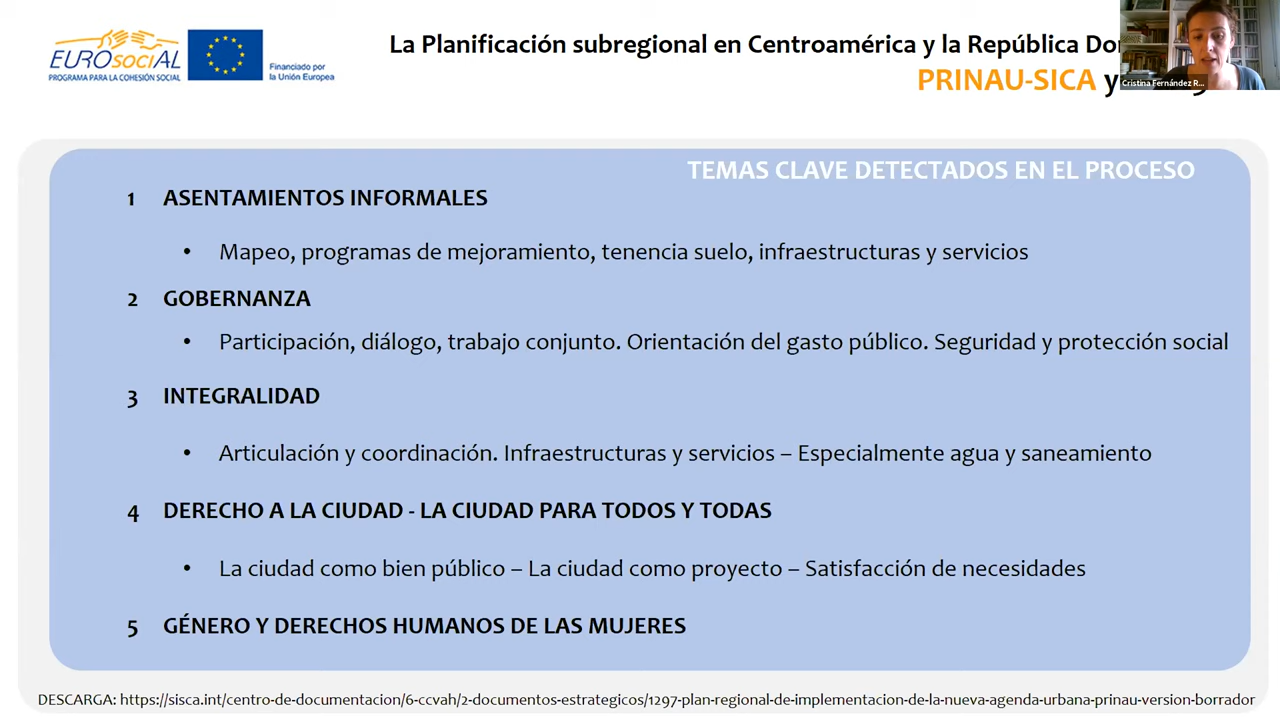 EUROSOCIAL
PROGRAMA PARA LA COHESIÓN SOCIAL
Financiado por
la Unión Europea
La Planificación subregional en Centroamérica y la República
PRINAU-SICA y
Cristina Fernández R...
TEMAS CLAVE DETECTADOS EN EL PROCESO
1 ASENTAMIENTOS INFORMALES
• Mapeo, programas de mejoramiento, tenencia suelo, infraestructuras y servicios
2 GOBERNANZA
• Participación, diálogo, trabajo conjunto. Orientación del gasto público. Seguridad y protección social
3 INTEGRALIDAD
• Articulación y coordinación. Infraestructuras y servicios – Especialmente agua y saneamiento
4 DERECHO A LA CIUDAD - LA CIUDAD PARA TODOS Y TODAS
• La ciudad como bien público – La ciudad como proyecto – Satisfacción de necesidades
5 GÉNERO Y DERECHOS HUMANOS DE LAS MUJERES
DESCARGA: https://sisca.int/centro-de-documentacion/6-ccvah/2-documentos-estrategicos/1297-plan-regional-de-implementacion-de-la-nueva-agenda-urbana-prinau-version-borrador